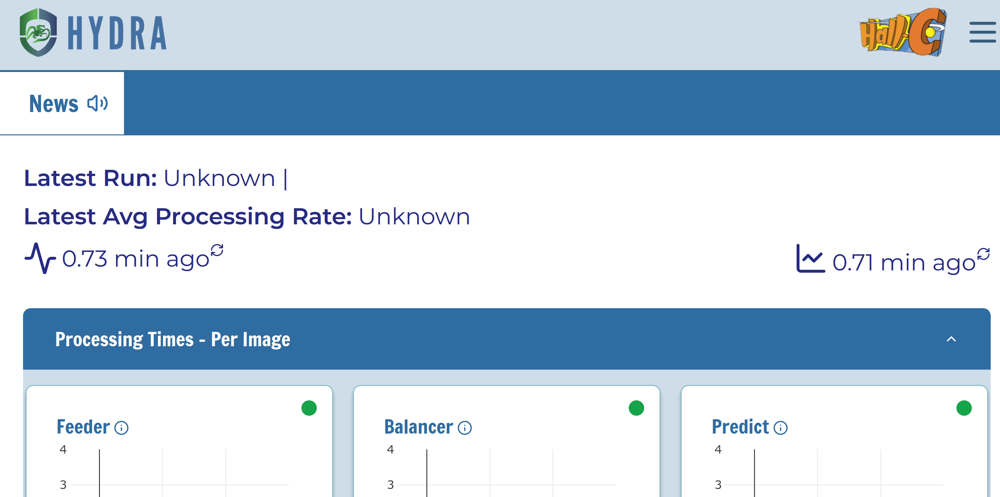 HYDRA
Hall-C
News
Latest Run: Unknown |
Latest Avg Processing Rate: Unknown
0.73 min ago
0.71 min ago
Processing Times - Per Image
Feeder
Balancer
Predict
4
4
4
3
3
3